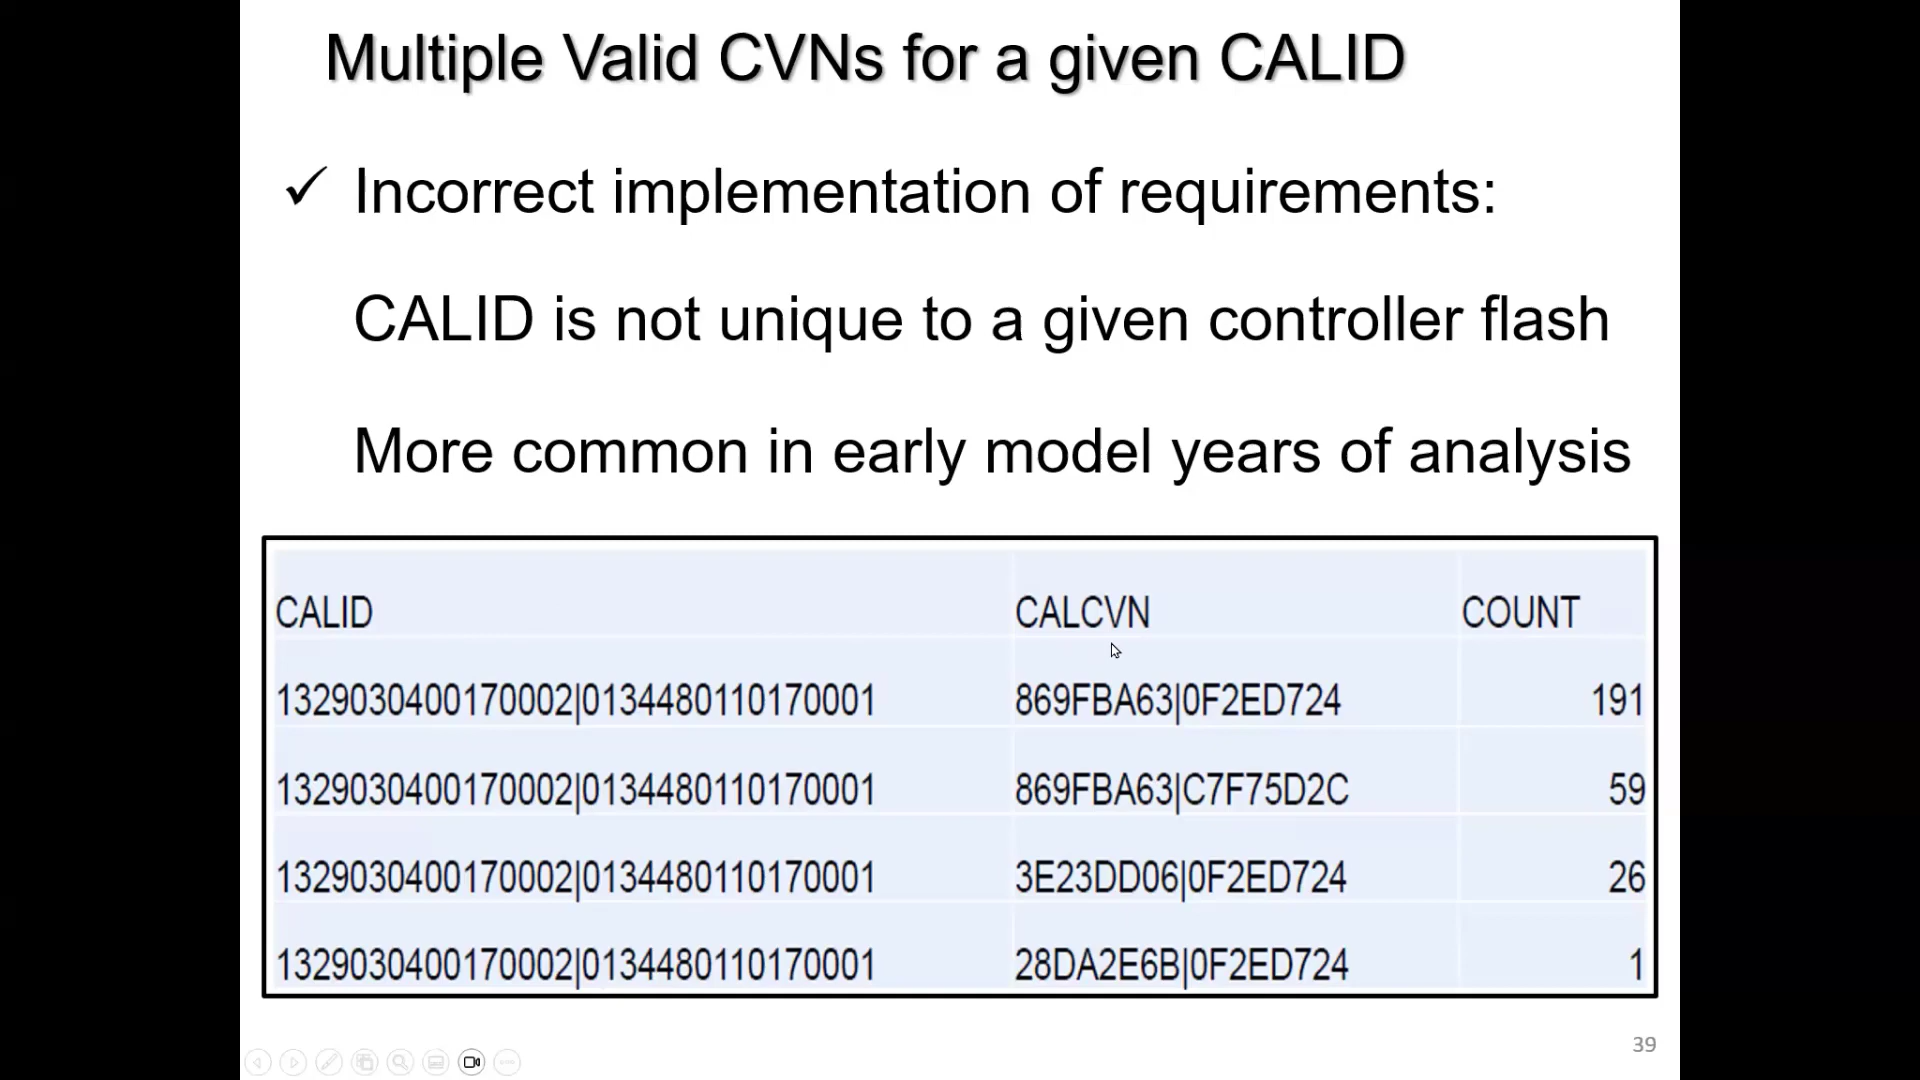 Multiple Valid CVNs for a given CALID
✓ Incorrect implementation of requirements:
CALID is not unique to a given controller flash
More common in early model years of analysis
CALID CALCVN COUNT
1329030400170002|0134480110170001 869FBA63|0F2ED724 191
1329030400170002|0134480110170001 869FBA63|C7F75D2C 59
1329030400170002|0134480110170001 3E23DD06|0F2ED724 26
1329030400170002|0134480110170001 28DA2E6B|0F2ED724 1
39